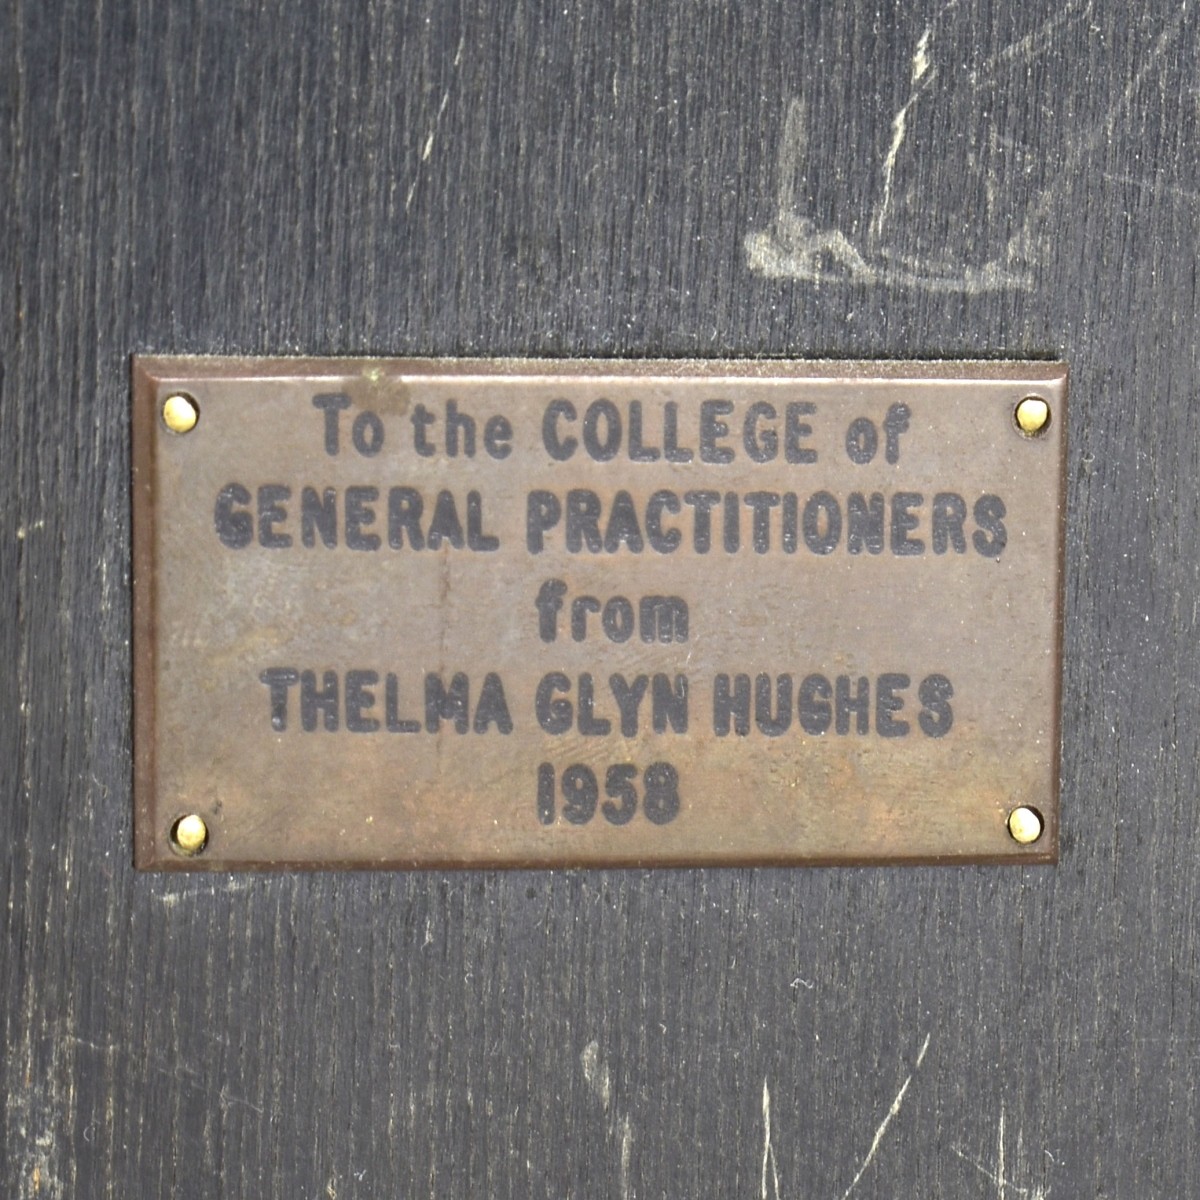 To the COLLEGE of
GENERAL PRACTITIONERS
from
THELMA GLYN HUGHES
1958